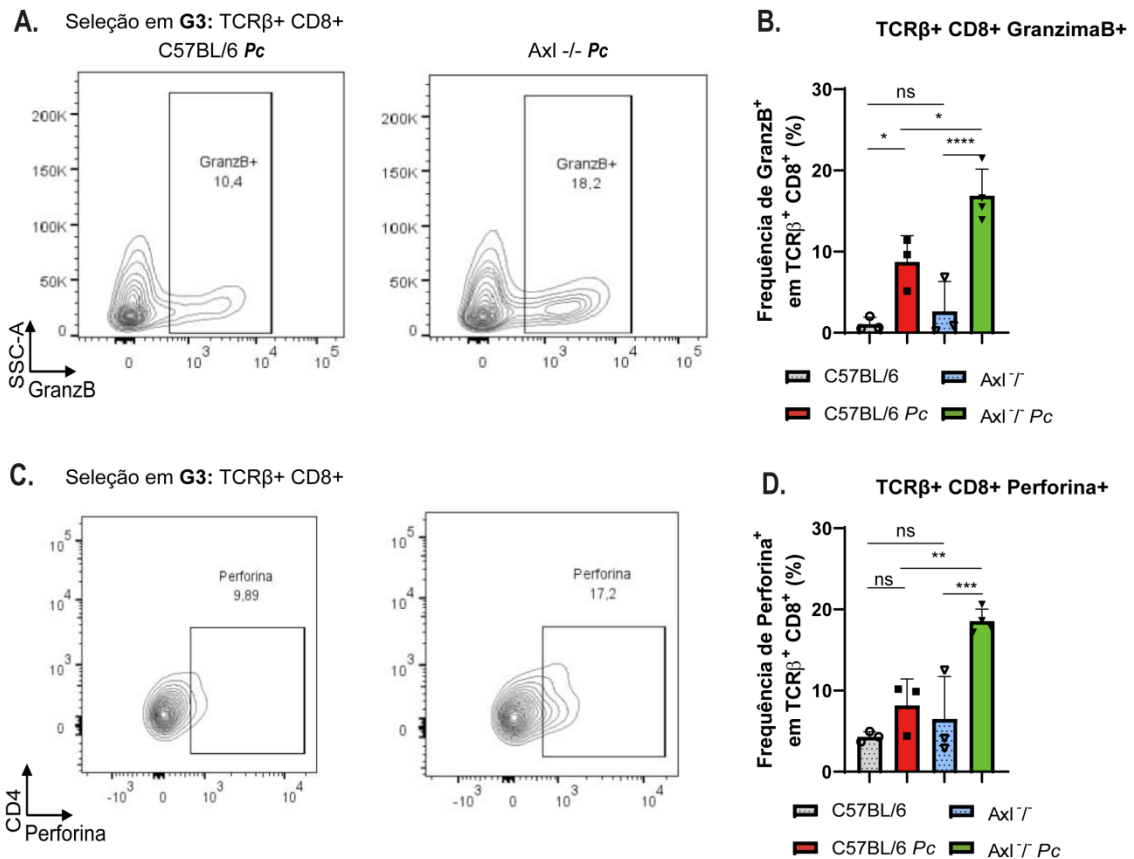 A.
Seleção em G3: TCRβ+ CD8+
C57BL/6 Pc
Axl -/- Pc
200K
150K
100K
50K
0
GranzB+
10,4
0
10³
10⁴
10⁵
SSC-A
GranzB
200K
150K
100K
50K
0
GranzB+
18,2
0
10³
10⁴
10⁵
B.
TCRβ+ CD8+ GranzimaB+
Frequência de GranzB⁺
em TCRβ⁺ CD8⁺ (%)
30
20
10
0
ns
*
*
****
C57BL/6
Axl⁻/⁻
C57BL/6 Pc
Axl⁻/⁻ Pc
C.
Seleção em G3: TCRβ+ CD8+
10⁵
10⁴
10³
0
Perforina
9,89
-10³
0
10³
10⁴
CD4
Perforina
10⁵
10⁴
10³
0
Perforina
17,2
-10³
0
10³
10⁴
D.
TCRβ+ CD8+ Perforina+
Frequência de Perforina⁺
em TCRβ⁺ CD8⁺ (%)
30
20
10
0
ns
**
ns
***
C57BL/6
Axl⁻/⁻
C57BL/6 Pc
Axl⁻/⁻ Pc